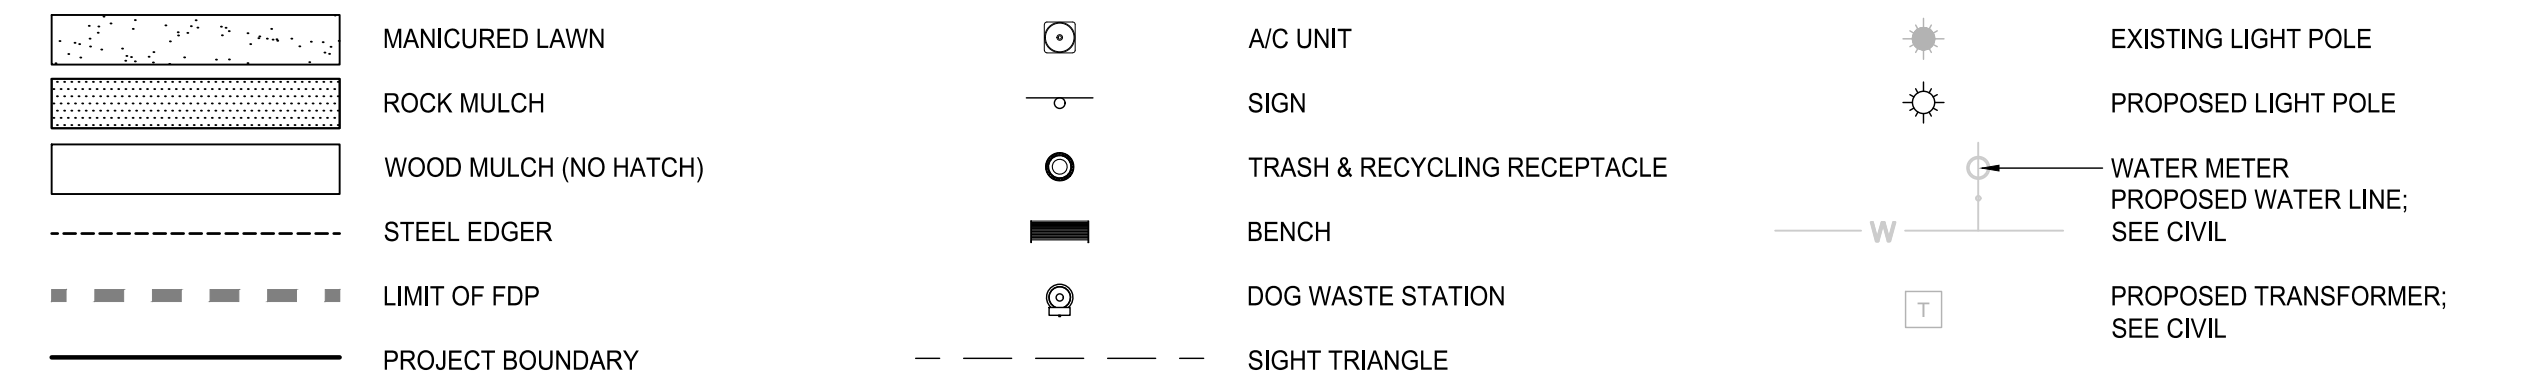 MANICURED LAWN
ROCK MULCH
WOOD MULCH (NO HATCH)
STEEL EDGER
LIMIT OF FDP
PROJECT BOUNDARY
A/C UNIT
SIGN
TRASH & RECYCLING RECEPTACLE
BENCH
DOG WASTE STATION
SIGHT TRIANGLE
EXISTING LIGHT POLE
PROPOSED LIGHT POLE
WATER METER
PROPOSED WATER LINE;
SEE CIVIL
W
T
PROPOSED TRANSFORMER;
SEE CIVIL